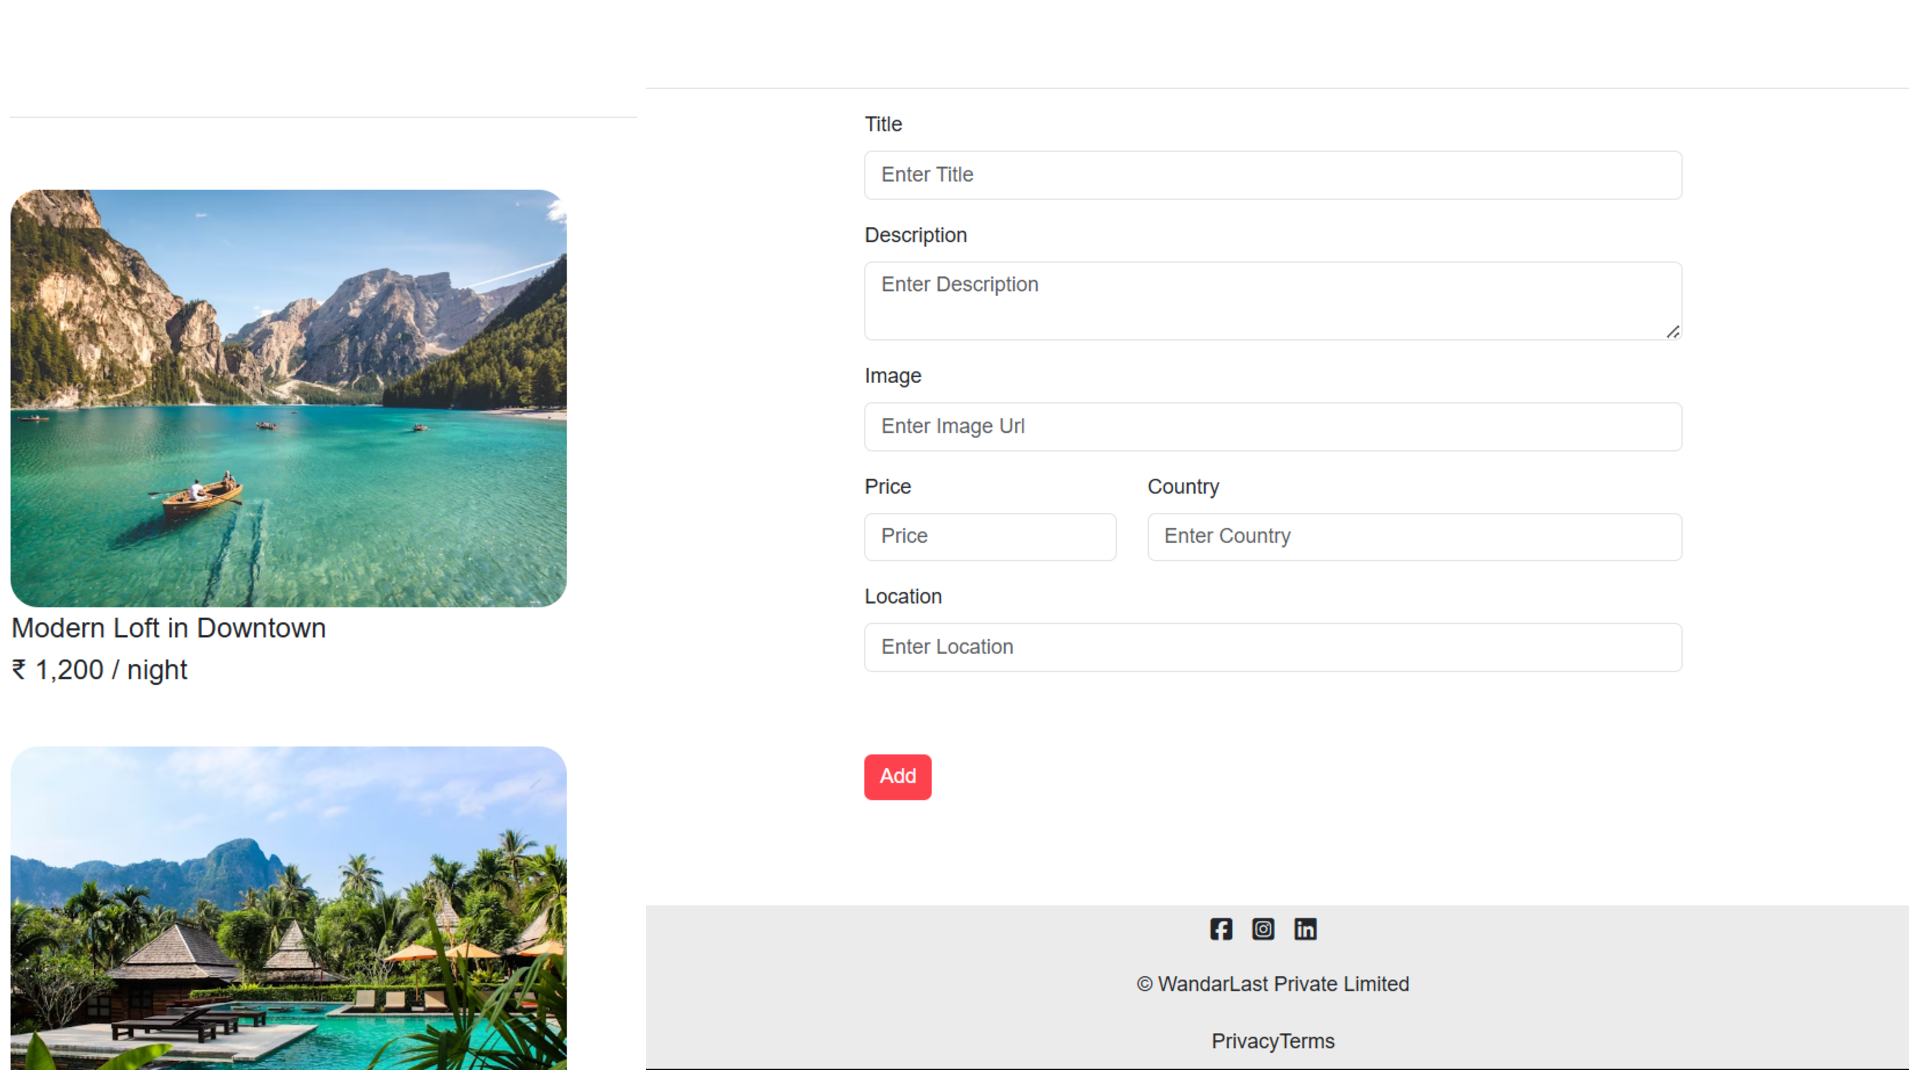 Modern Loft in Downtown
₹ 1,200 / night
Title
Enter Title
Description
Enter Description
Image
Enter Image Url
Price Country
Price Enter Country
Location
Enter Location
Add
© WandarLast Private Limited
PrivacyTerms